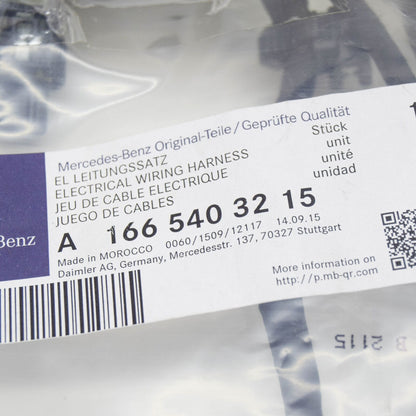 Mercedes-Benz Original-Teile / Geprüfte Qualität
EL LEITUNGSSATZ Stück
ELECTRICAL WIRING HARNESS unit
JEU DE CABLE ELECTRIQUE unité
JUEGO DE CABLES unidad
Benz
A 166 540 32 15
Made in MOROCCO 0060/1509/12117 14.09.15
Daimler AG, Germany, Mercedesstr. 137, 70327 Stuttgart
More information on
http://p.mb-qr.com
B 2115